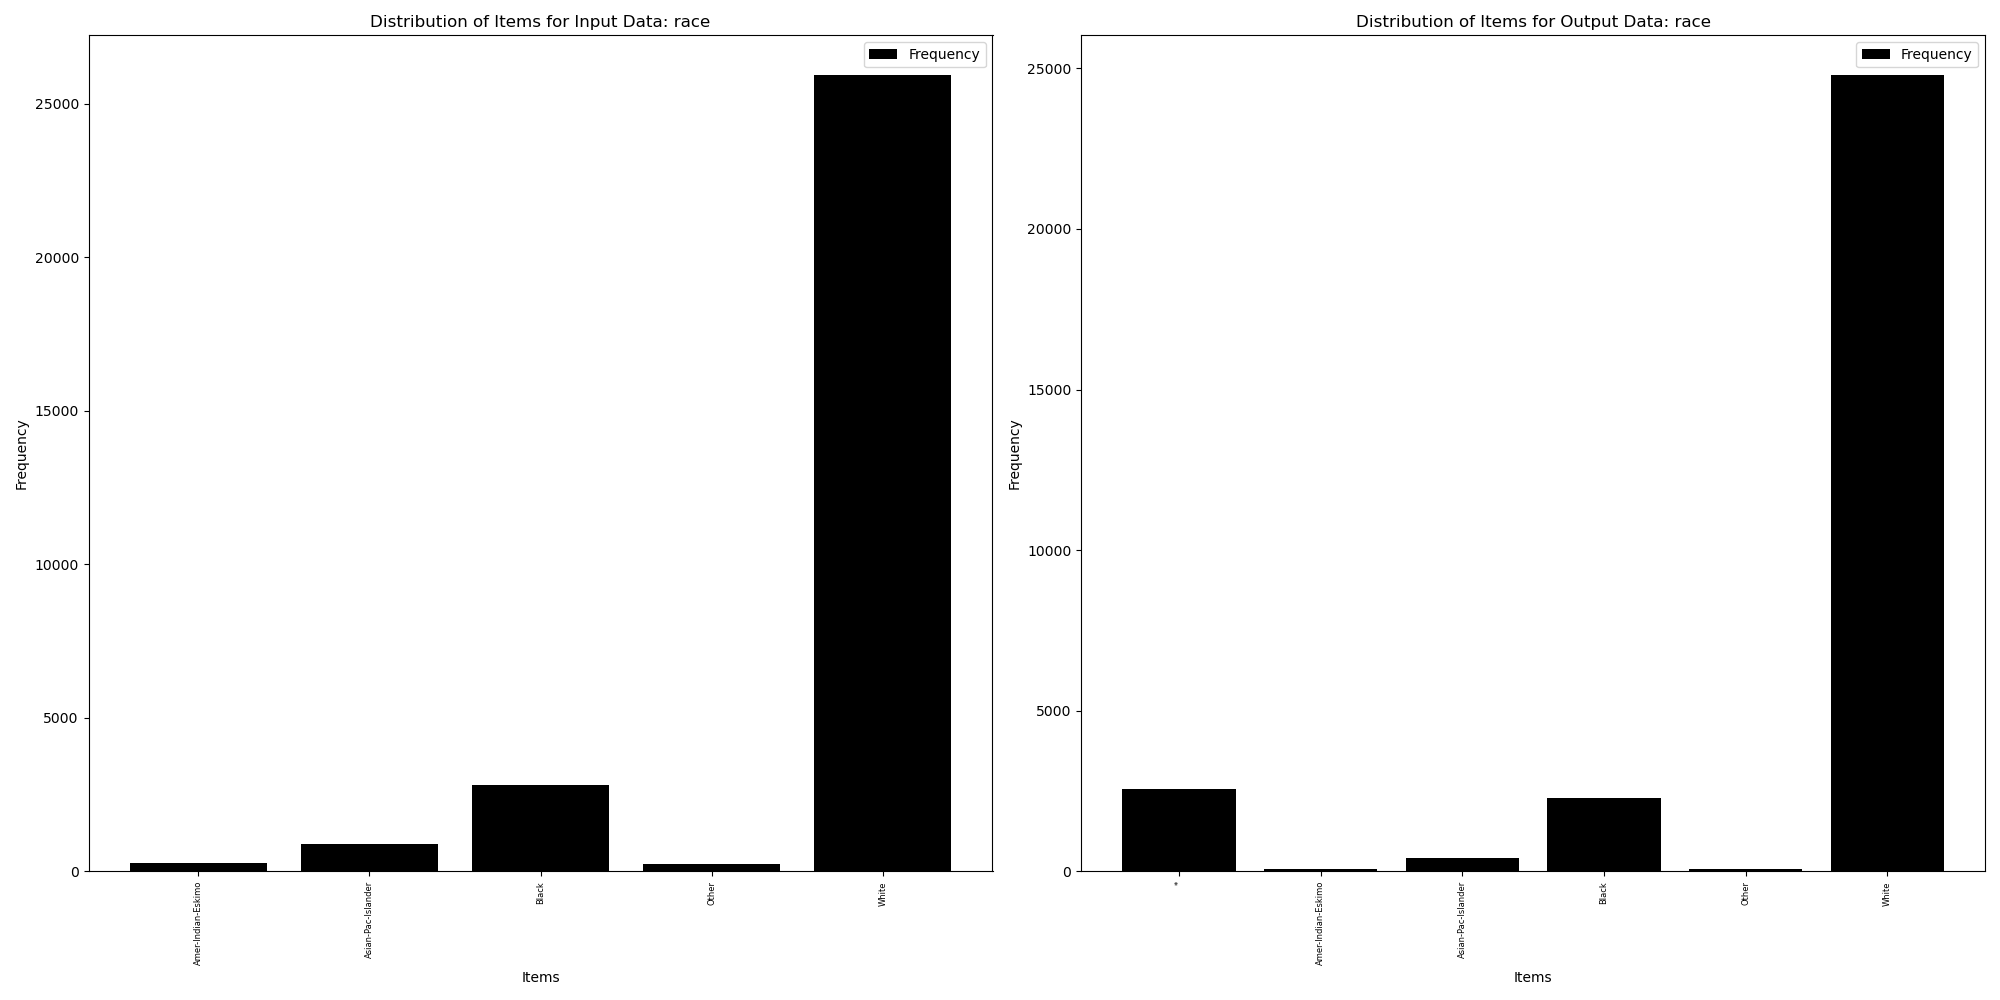 Distribution of Items for Input Data: race
Frequency
25000
20000
15000
10000
5000
0
Frequency
Amer-Indian-Eskimo
Asian-Pac-Islander
Black
Other
White
Items
Distribution of Items for Output Data: race
Frequency
25000
20000
15000
10000
5000
0
Frequency
*
Amer-Indian-Eskimo
Asian-Pac-Islander
Black
Other
White
Items